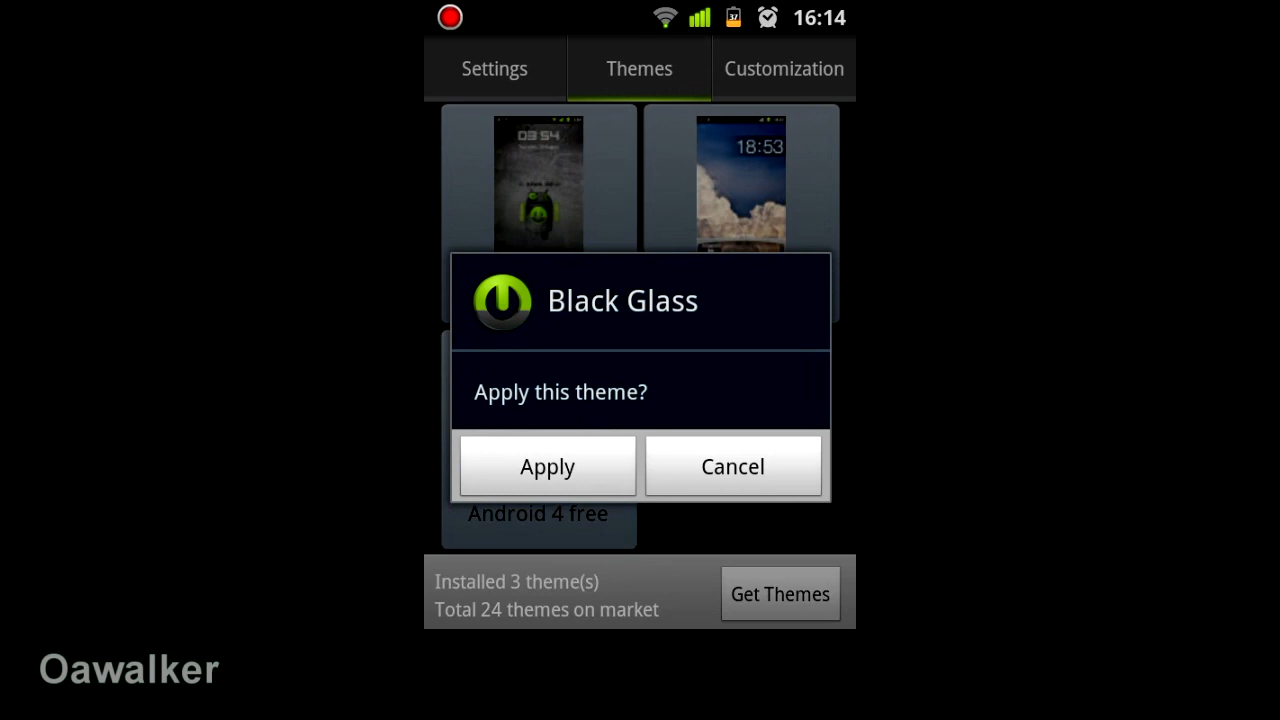 37 16:14
Settings Themes Customization
03:54
18:53
Black Glass
Apply this theme?
Apply Cancel
Android 4 free
Installed 3 theme(s)
Total 24 themes on market
Get Themes
Oawalker